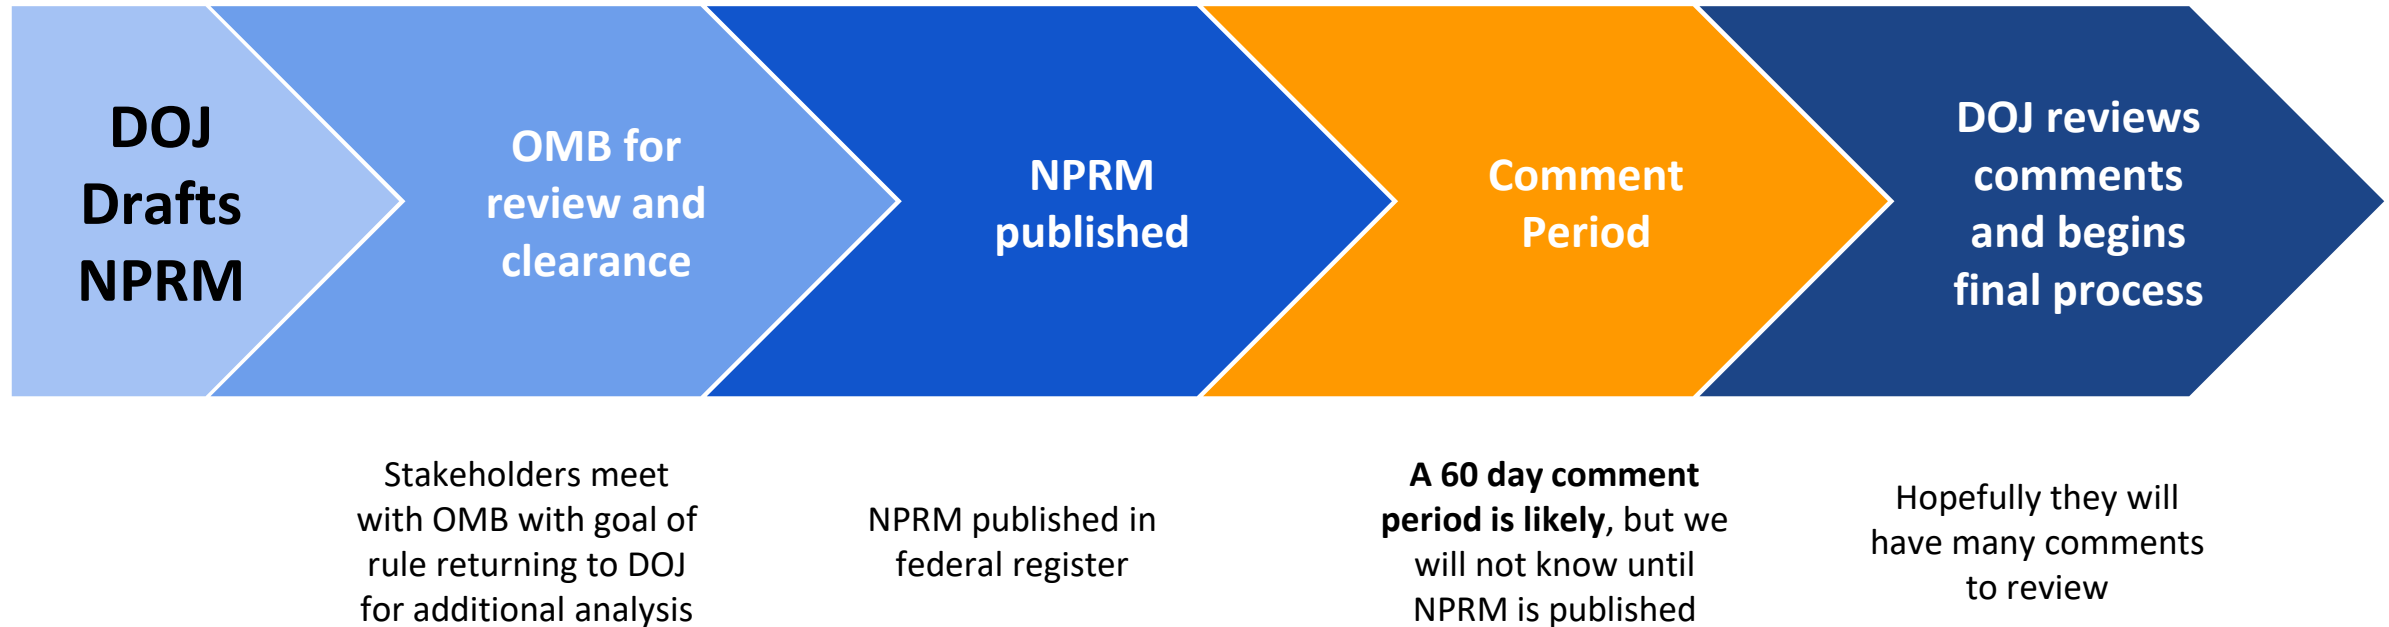 DOJ
Drafts
NPRM
OMB for
review and
clearance
NPRM
published
Comment
Period
DOJ reviews
comments
and begins
final process
Stakeholders meet
with OMB with goal of
rule returning to DOJ
for additional analysis
NPRM published in
federal register
A 60 day comment
period is likely, but we
will not know until
NPRM is published
Hopefully they will
have many comments
to review